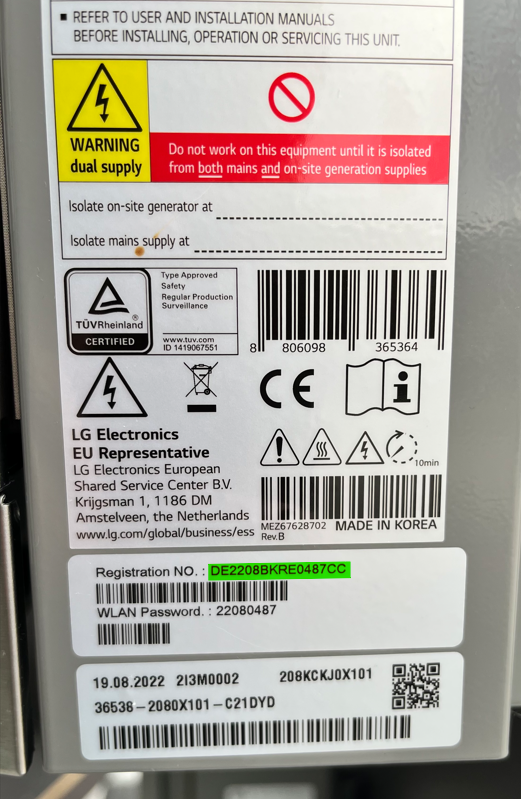 ▪ REFER TO USER AND INSTALLATION MANUALS
BEFORE INSTALLING, OPERATION OR SERVICING THIS UNIT.
WARNING
dual supply
Do not work on this equipment until it is isolated
from both mains and on-site generation supplies
Isolate on-site generator at
Isolate mains supply at
TÜVRheinland ®
CERTIFIED
Type Approved
Safety
Regular Production
Surveillance
www.tuv.com
ID 1419067551
8 806098 365364
CE
i
LG Electronics
EU Representative
LG Electronics European
Shared Service Center B.V.
Krijgsman 1, 1186 DM
Amstelveen, the Netherlands
www.lg.com/global/business/ess
10min
MEZ67628702
Rev.B
MADE IN KOREA
Registration NO. : DE2208BKRE0487CC
WLAN Password. : 22080487
19.08.2022 2I3M0002 208KCKJ0X101
36538-2080X101-C21DYD